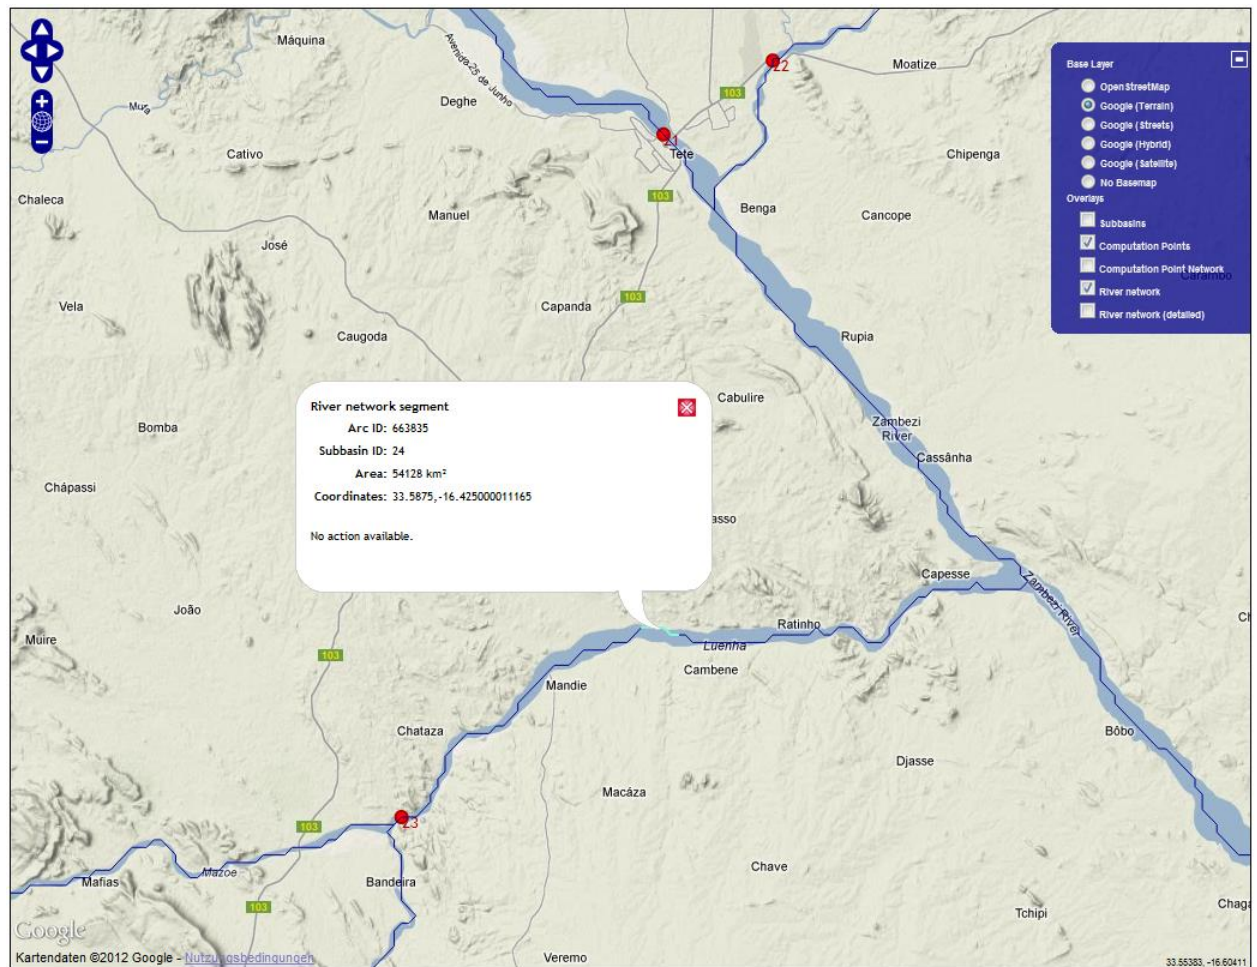 Máquina
22
Moatize
Avenida 25 de Junho
103
Deghe
Mura
21
Tete
Cativo
Chipenga
Chaleca
103
Manuel
Benga
Cancope
José
Vela
Capanda
103
Caugoda
Rupia
Base Layer
OpenStreetMap
Google (Terrain)
Google (Streets)
Google (Hybrid)
Google (Satellite)
No Basemap
Overlays
Subbasins
Computation Points
Computation Point Network
River network
River network (detailed)
River network segment
Arc ID: 663835
Subbasin ID: 24
Area: 54128 km²
Coordinates: 33.5875,-16.425000011165
No action available.
Cabulire
Bomba
Zambezi
River
Cassânha
Chápassi
asso
Capesse
Zambezi River
João
Muire
Ratinho
Luenha
103
Cambene
Mandie
Chataza
Bôbo
Djasse
Macáza
23
103
Mazoe
Mafias
Bandeira
Chave
103
Tchipi
Chaga
Google
Kartendaten ©2012 Google - Nutzungsbedingungen
Veremo
33.55383, -16.60411